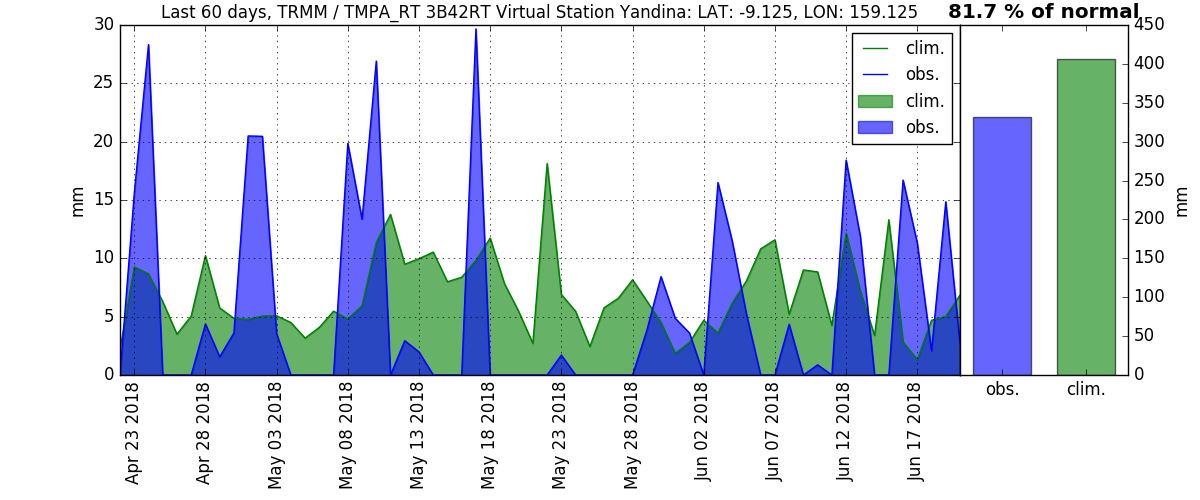 Last 60 days, TRMM / TMPA_RT 3B42RT Virtual Station Yandina: LAT: -9.125, LON: 159.125
81.7 % of normal
30
25
20
15
10
5
0
mm
clim.
obs.
clim.
obs.
450
400
350
300
250
200
150
100
50
0
mm
obs.
clim.
Apr 23 2018
Apr 28 2018
May 03 2018
May 08 2018
May 13 2018
May 18 2018
May 23 2018
May 28 2018
Jun 02 2018
Jun 07 2018
Jun 12 2018
Jun 17 2018